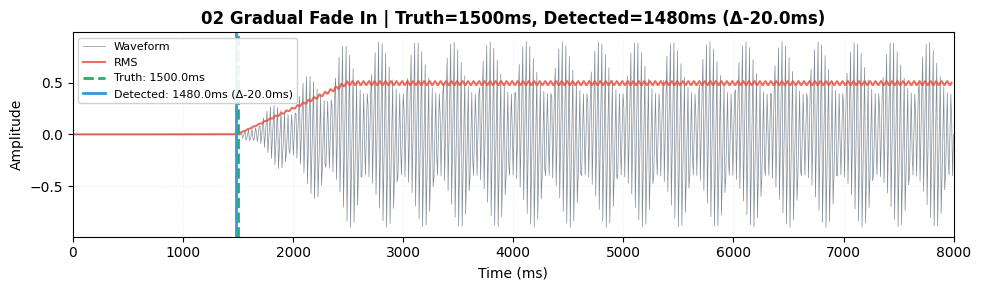 02 Gradual Fade In | Truth=1500ms, Detected=1480ms (Δ-20.0ms)
Waveform
RMS
Truth: 1500.0ms
Detected: 1480.0ms (Δ-20.0ms)
Amplitude
0.5
0.0
−0.5
0 1000 2000 3000 4000 5000 6000 7000 8000
Time (ms)